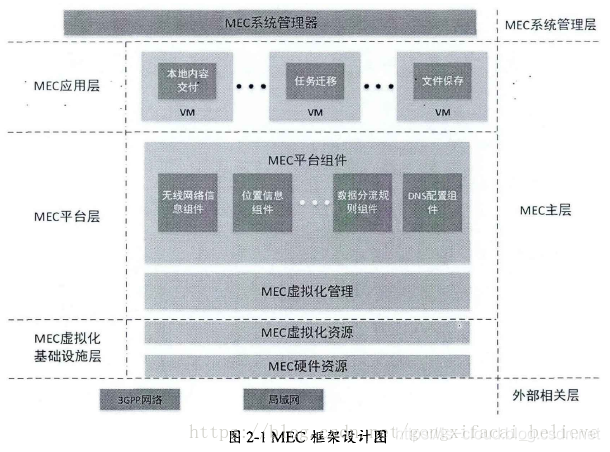 MEC系统管理器
MEC系统管理层
MEC应用层
本地内容
交付
VM
任务迁移
VM
文件保存
VM
MEC平台层
MEC平台组件
无线网络信
息组件
位置信息
组件
数据分流规
则组件
DNS配置组
件
MEC虚拟化管理
MEC主层
MEC虚拟化
基础设施层
MEC虚拟化资源
MEC硬件资源
3GPP网络
局域网
外部相关层
图 2-1 MEC 框架设计图